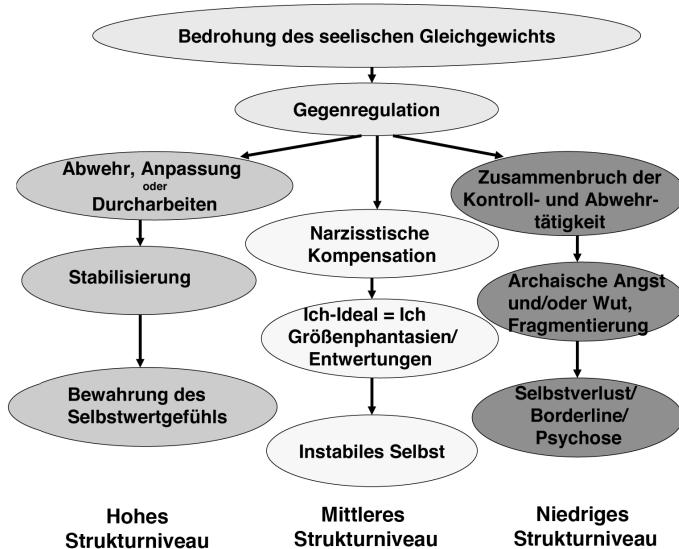 Bedrohung des seelischen Gleichgewichts
Gegenregulation
Abwehr, Anpassung
oder
Durcharbeiten
Stabilisierung
Bewahrung des
Selbstwertgefühls
Narzisstische
Kompensation
Ich-Ideal = Ich
Größenphantasien/
Entwertungen
Instabiles Selbst
Zusammenbruch der
Kontroll- und Abwehr-
tätigkeit
Archaische Angst
und/oder Wut,
Fragmentierung
Selbstverlust/
Borderline/
Psychose
Hohes
Strukturniveau
Mittleres
Strukturniveau
Niedriges
Strukturniveau